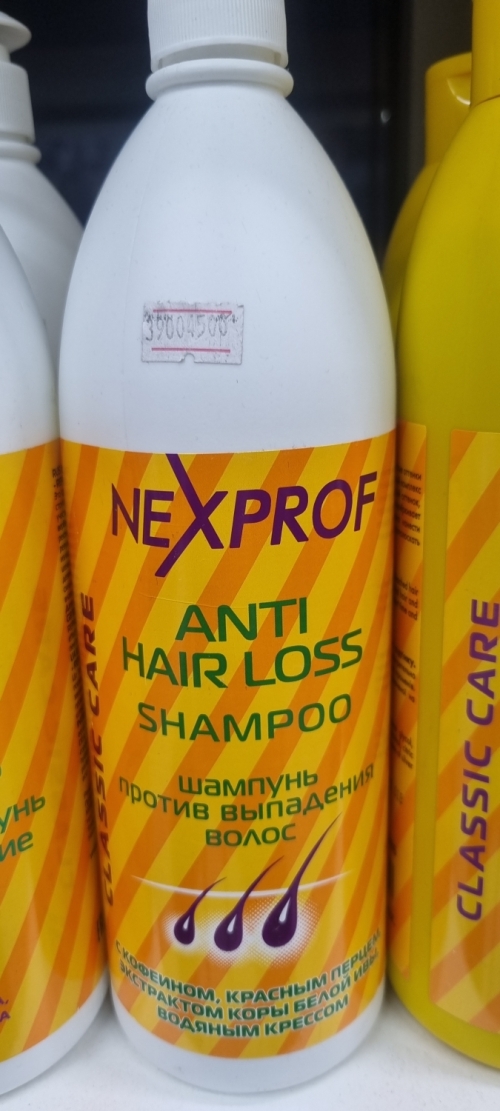 39004500
NEXPROF
ANTI
HAIR LOSS
SHAMPOO
шампунь
против выпадения
волос
С КОФЕИНОМ, КРАСНЫМ ПЕРЦЕМ,
ЭКСТРАКТОМ КОРЫ БЕЛОЙ ИВЫ,
ВОДЯНЫМ КРЕССОМ
CLASSIC CARE
CLASSIC CARE